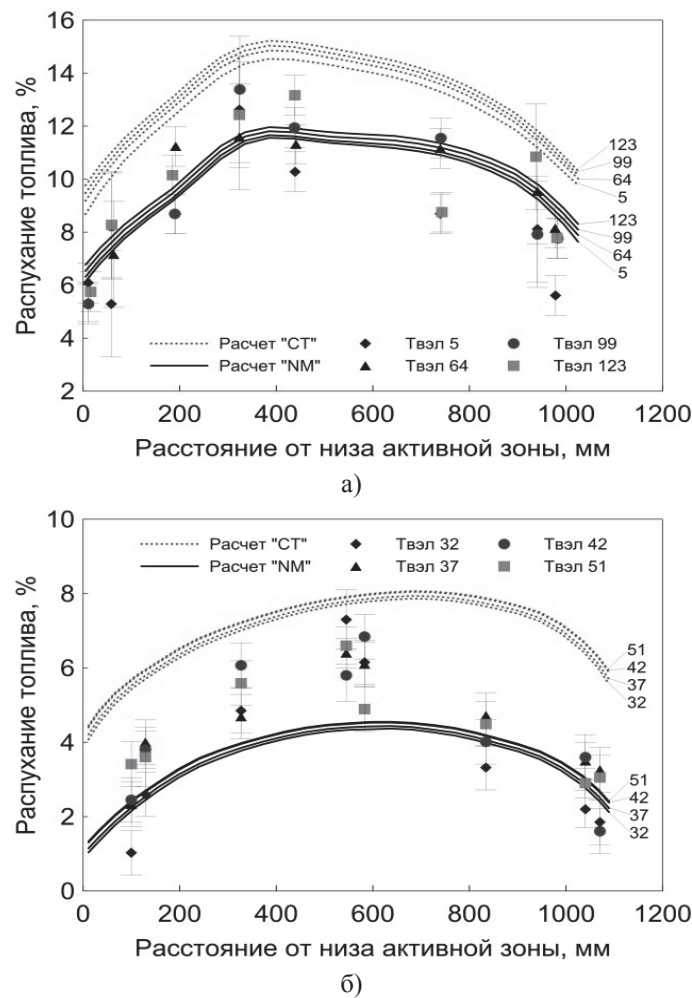 16
14
12
10
8
6
4
2
Распухание топлива, %
123
99
64
5
123
99
64
5
Расчет "СТ"
Твэл 5
Твэл 99
Расчет "NM"
Твэл 64
Твэл 123
0
200
400
600
800
1000
1200
Расстояние от низа активной зоны, мм
а)
10
8
6
4
2
0
Распухание топлива, %
Расчет "СТ"
Твэл 32
Твэл 42
Расчет "NM"
Твэл 37
Твэл 51
51
42
37
32
51
42
37
32
0
200
400
600
800
1000
1200
Расстояние от низа активной зоны, мм
б)